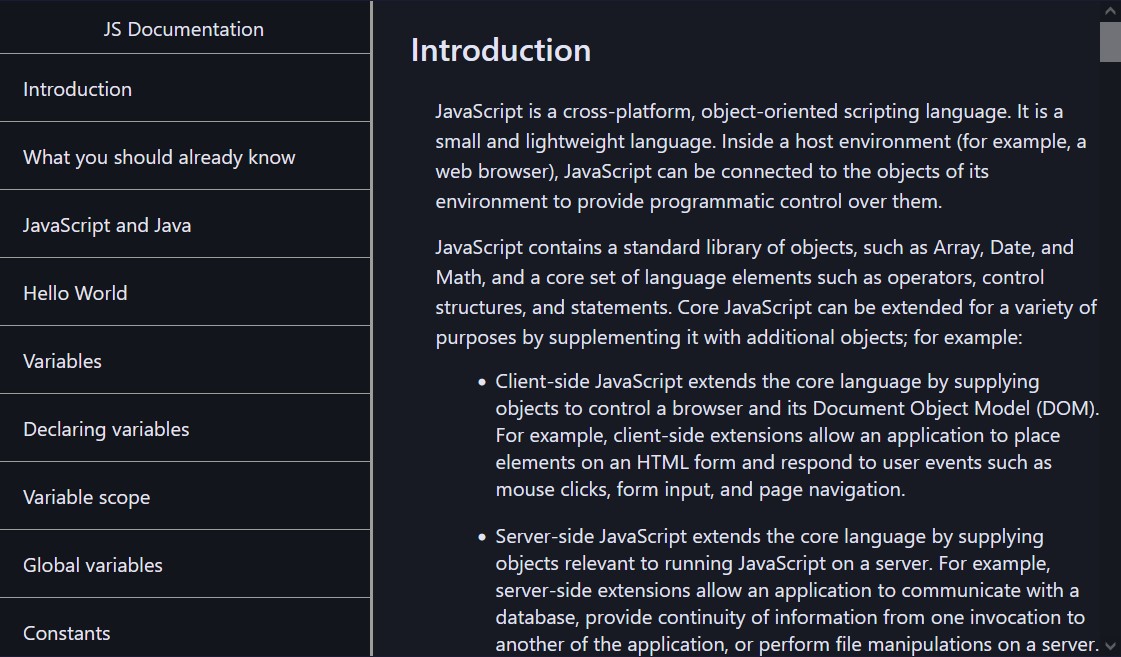 JS Documentation
Introduction
What you should already know
JavaScript and Java
Hello World
Variables
Declaring variables
Variable scope
Global variables
Constants
Introduction
JavaScript is a cross-platform, object-oriented scripting language. It is a
small and lightweight language. Inside a host environment (for example, a
web browser), JavaScript can be connected to the objects of its
environment to provide programmatic control over them.
JavaScript contains a standard library of objects, such as Array, Date, and
Math, and a core set of language elements such as operators, control
structures, and statements. Core JavaScript can be extended for a variety of
purposes by supplementing it with additional objects; for example:
• Client-side JavaScript extends the core language by supplying
objects to control a browser and its Document Object Model (DOM).
For example, client-side extensions allow an application to place
elements on an HTML form and respond to user events such as
mouse clicks, form input, and page navigation.
• Server-side JavaScript extends the core language by supplying
objects relevant to running JavaScript on a server. For example,
server-side extensions allow an application to communicate with a
database, provide continuity of information from one invocation to
another of the application, or perform file manipulations on a server.